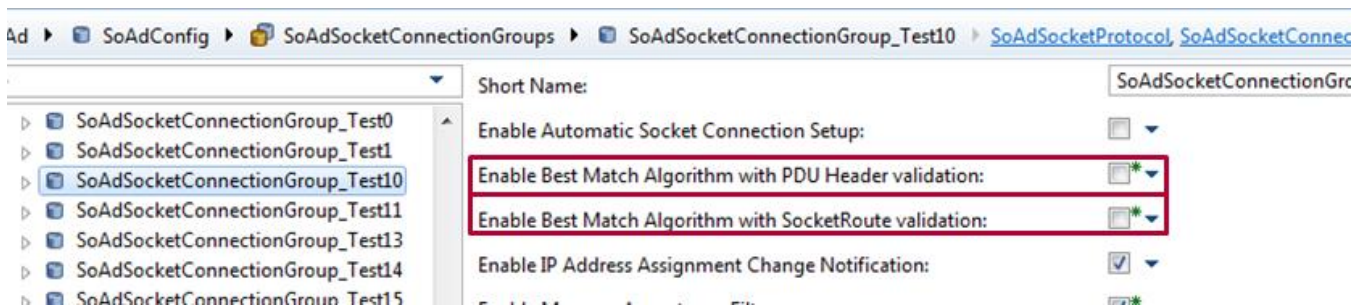 Ad SoAdConfig SoAdSocketConnectionGroups SoAdSocketConnectionGroup_Test10 SoAdSocketProtocol, SoAdSocketConnec
Short Name: SoAdSocketConnectionGro
SoAdSocketConnectionGroup_Test0
Enable Automatic Socket Connection Setup:
SoAdSocketConnectionGroup_Test1
SoAdSocketConnectionGroup_Test10
Enable Best Match Algorithm with PDU Header validation:
SoAdSocketConnectionGroup_Test11
Enable Best Match Algorithm with SocketRoute validation:
SoAdSocketConnectionGroup_Test13
SoAdSocketConnectionGroup_Test14
Enable IP Address Assignment Change Notification:
SoAdSocketConnectionGroup_Test15